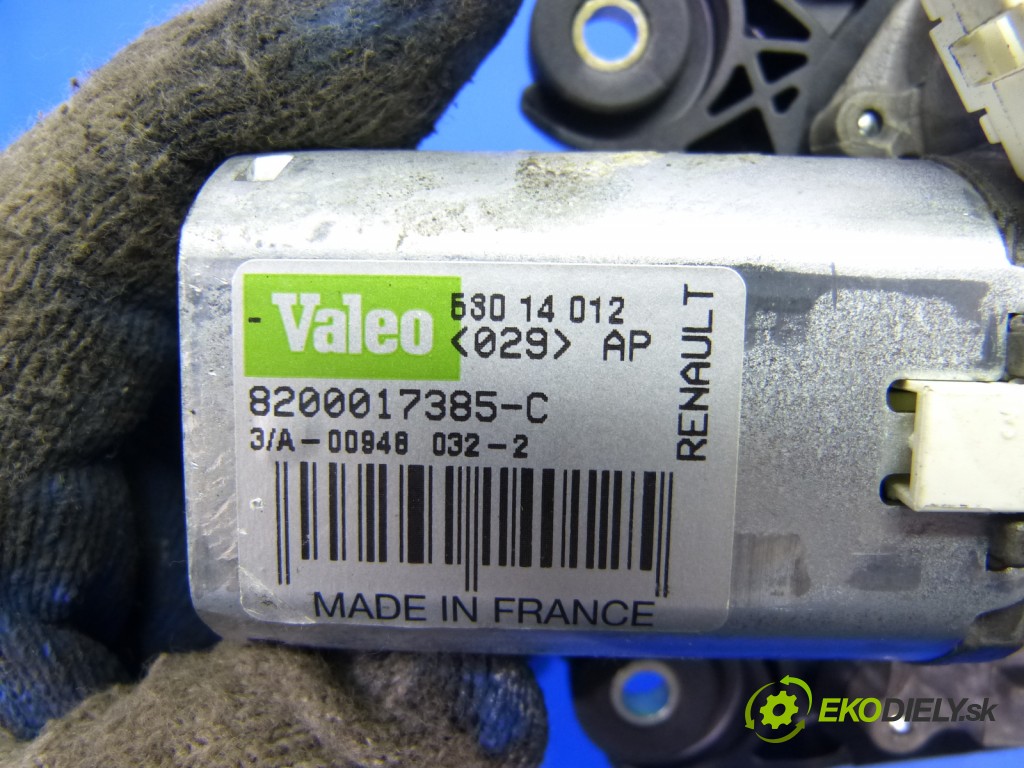 - Valeo 530 14 012
<029> AP
8200017385-C
3/A-00948 032-2
RENAULT
MADE IN FRANCE
EKODIELY.sk